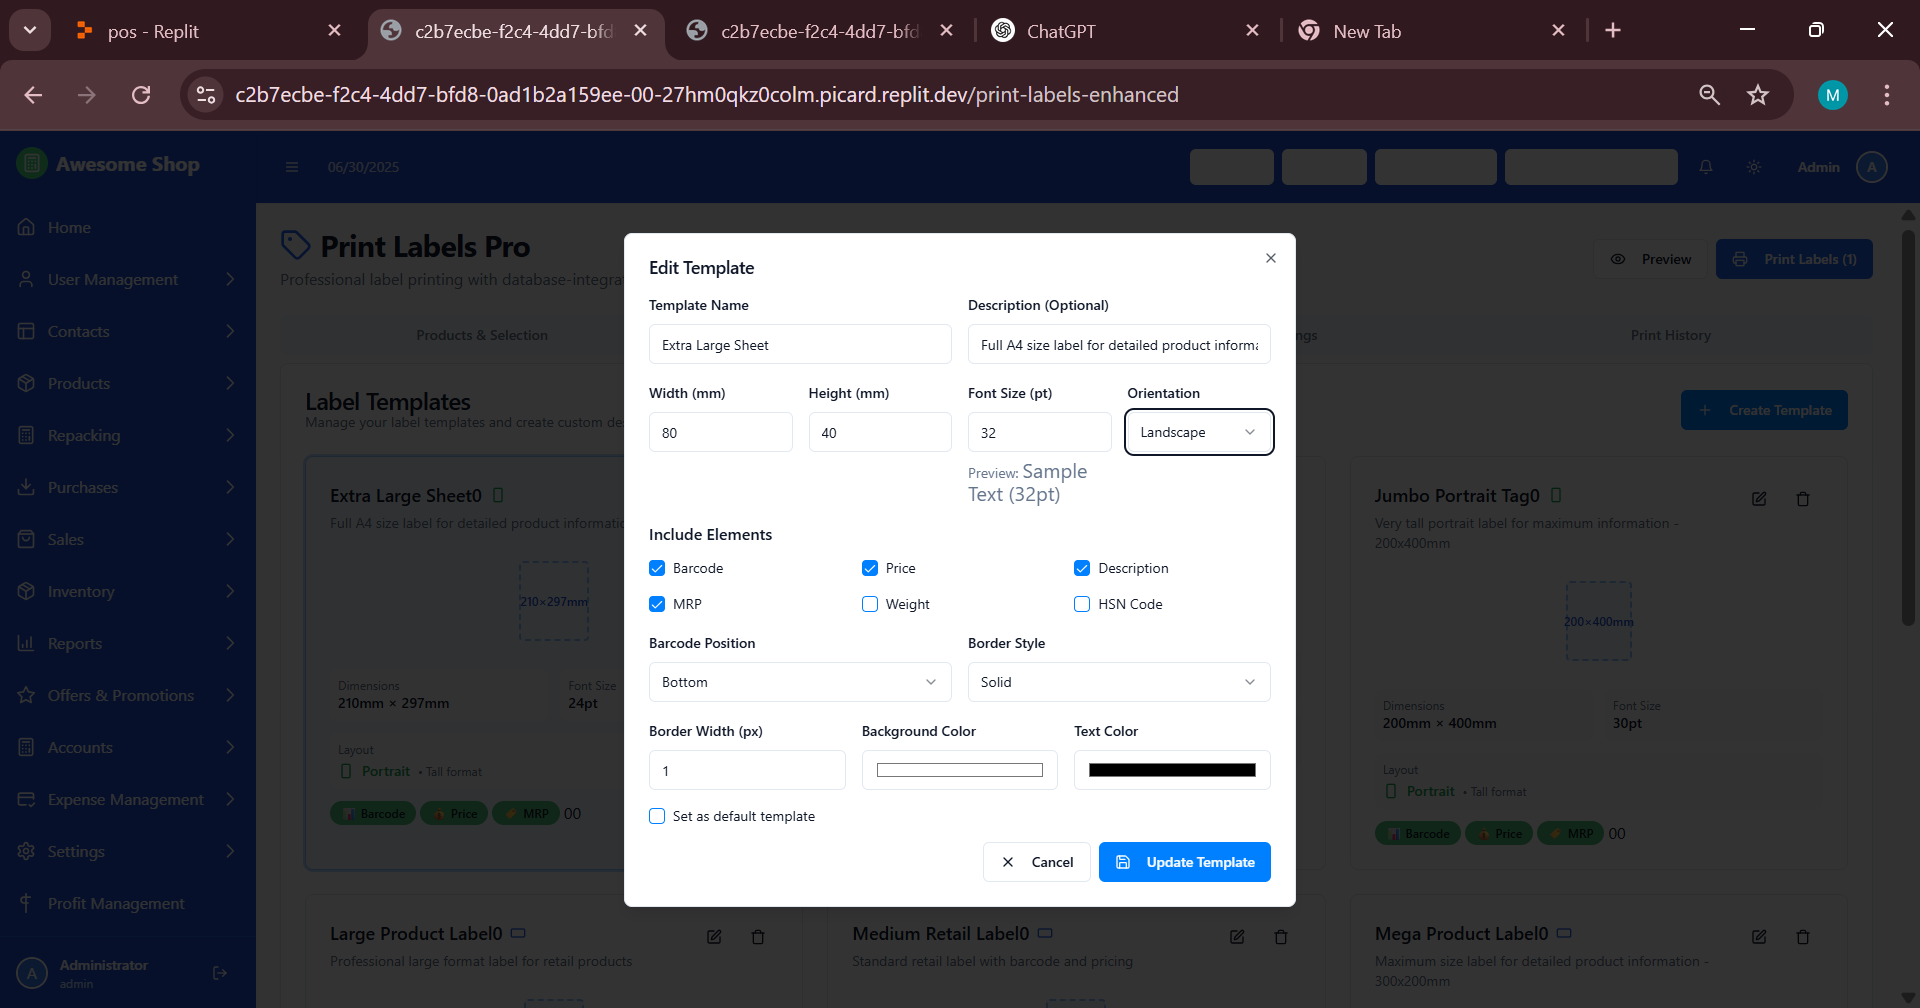 pos - Replit
c2b7ecbe-f2c4-4dd7-bfd
c2b7ecbe-f2c4-4dd7-bfd
ChatGPT
New Tab
c2b7ecbe-f2c4-4dd7-bfd8-0ad1b2a159ee-00-27hm0qkz0colm.picard.replit.dev/print-labels-enhanced
M
Awesome Shop
06/30/2025
Admin
A
Home
User Management
Contacts
Products
Repacking
Purchases
Sales
Inventory
Reports
Offers & Promotions
Accounts
Expense Management
Settings
Profit Management
A
Administrator
admin
Print Labels Pro
Professional label printing with database-integra
Preview
Print Labels (1)
Products & Selection
ngs
Print History
Label Templates
Manage your label templates and create custom de
Create Template
Extra Large Sheet0
Full A4 size label for detailed product informatio
210×297mm
Dimensions
210mm × 297mm
Font Size
24pt
Layout
Portrait • Tall format
Barcode
Price
MRP
00
Jumbo Portrait Tag0
Very tall portrait label for maximum information -
200x400mm
200×400mm
Dimensions
200mm × 400mm
Font Size
30pt
Layout
Portrait • Tall format
Barcode
Price
MRP
00
Large Product Label0
Professional large format label for retail products
Medium Retail Label0
Standard retail label with barcode and pricing
Mega Product Label0
Maximum size label for detailed product information -
300x200mm
Edit Template
Template Name
Description (Optional)
Extra Large Sheet
Full A4 size label for detailed product informa
Width (mm)
Height (mm)
Font Size (pt)
Orientation
80
40
32
Landscape
Preview: Sample
Text (32pt)
Include Elements
Barcode
Price
Description
MRP
Weight
HSN Code
Barcode Position
Border Style
Bottom
Solid
Border Width (px)
Background Color
Text Color
1
Set as default template
Cancel
Update Template